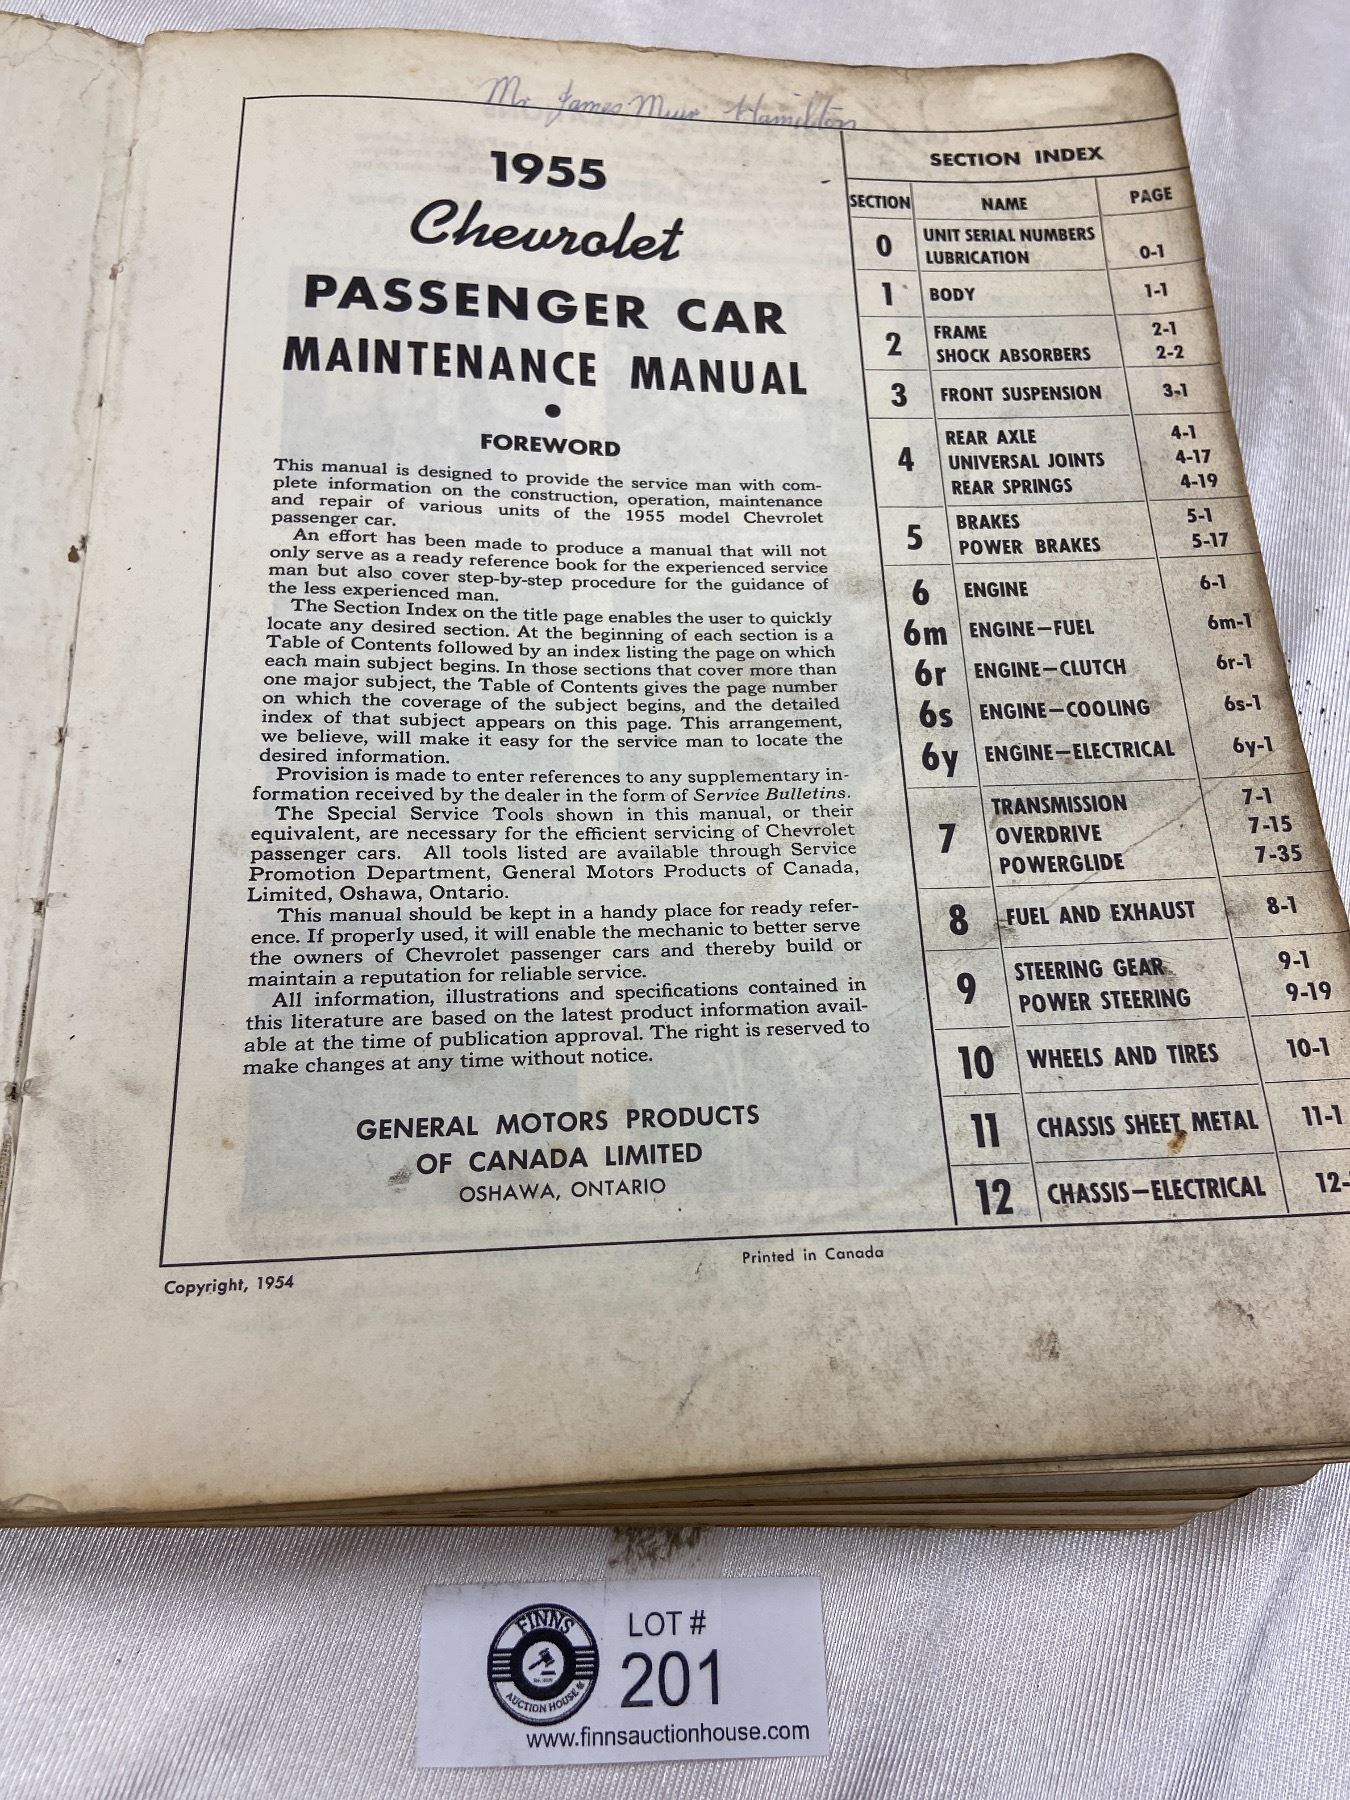 Mr James Muir Hamilton
1955
Chevrolet
PASSENGER CAR
MAINTENANCE MANUAL
•
FOREWORD
This manual is designed to provide the service man with com-
plete information on the construction, operation, maintenance
and repair of various units of the 1955 model Chevrolet
passenger car.
An effort has been made to produce a manual that will not
only serve as a ready reference book for the experienced service
man but also cover step-by-step procedure for the guidance of
the less experienced man.
The Section Index on the title page enables the user to quickly
locate any desired section. At the beginning of each section is a
Table of Contents followed by an index listing the page on which
each main subject begins. In those sections that cover more than
one major subject, the Table of Contents gives the page number
on which the coverage of the subject begins, and the detailed
index of that subject appears on this page. This arrangement,
we believe, will make it easy for the service man to locate the
desired information.
Provision is made to enter references to any supplementary in-
formation received by the dealer in the form of Service Bulletins.
The Special Service Tools shown in this manual, or their
equivalent, are necessary for the efficient servicing of Chevrolet
passenger cars. All tools listed are available through Service
Promotion Department, General Motors Products of Canada,
Limited, Oshawa, Ontario.
This manual should be kept in a handy place for ready refer-
ence. If properly used, it will enable the mechanic to better serve
the owners of Chevrolet passenger cars and thereby build or
maintain a reputation for reliable service.
All information, illustrations and specifications contained in
this literature are based on the latest product information avail-
able at the time of publication approval. The right is reserved to
make changes at any time without notice.
GENERAL MOTORS PRODUCTS
OF CANADA LIMITED
OSHAWA, ONTARIO
SECTION INDEX
SECTION NAME PAGE
0 UNIT SERIAL NUMBERS
LUBRICATION 0-1
1 BODY 1-1
2 FRAME 2-1
SHOCK ABSORBERS 2-2
3 FRONT SUSPENSION 3-1
4 REAR AXLE 4-1
UNIVERSAL JOINTS 4-17
REAR SPRINGS 4-19
5 BRAKES 5-1
POWER BRAKES 5-17
6 ENGINE 6-1
6m ENGINE—FUEL 6m-1
6r ENGINE—CLUTCH 6r-1
6s ENGINE—COOLING 6s-1
6y ENGINE—ELECTRICAL 6y-1
7 TRANSMISSION 7-1
OVERDRIVE 7-15
POWERGLIDE 7-35
8 FUEL AND EXHAUST 8-1
9 STEERING GEAR 9-1
POWER STEERING 9-19
10 WHEELS AND TIRES 10-1
11 CHASSIS SHEET METAL 11-1
12 CHASSIS—ELECTRICAL 12-
Copyright, 1954
Printed in Canada
FINNS
AUCTION HOUSE
LOT #
201
www.finnsauctionhouse.com